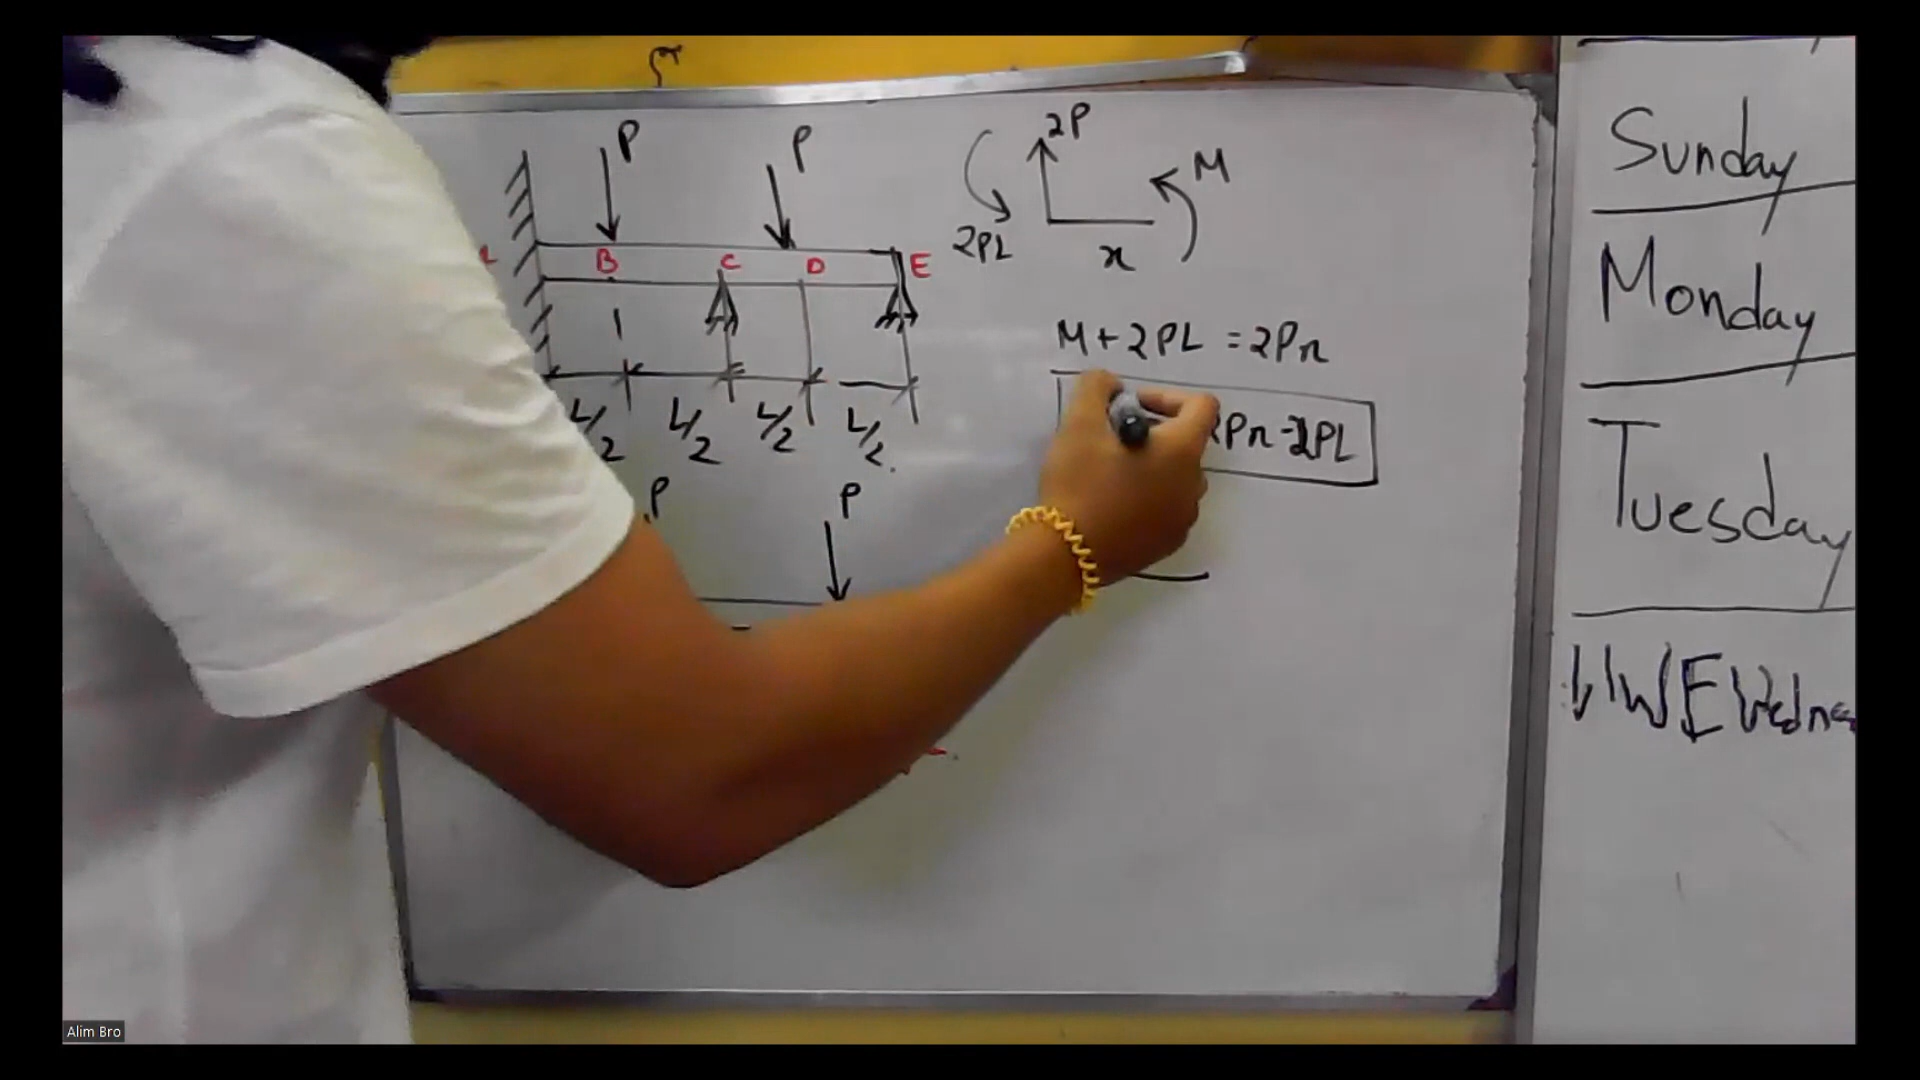 P P
B C D E
L/2 L/2 L/2 L/2
P P
2P
M
2PL x
M + 2PL = 2Px
2Px - 2PL
Sunday
Monday
Tuesday
Alim Bro